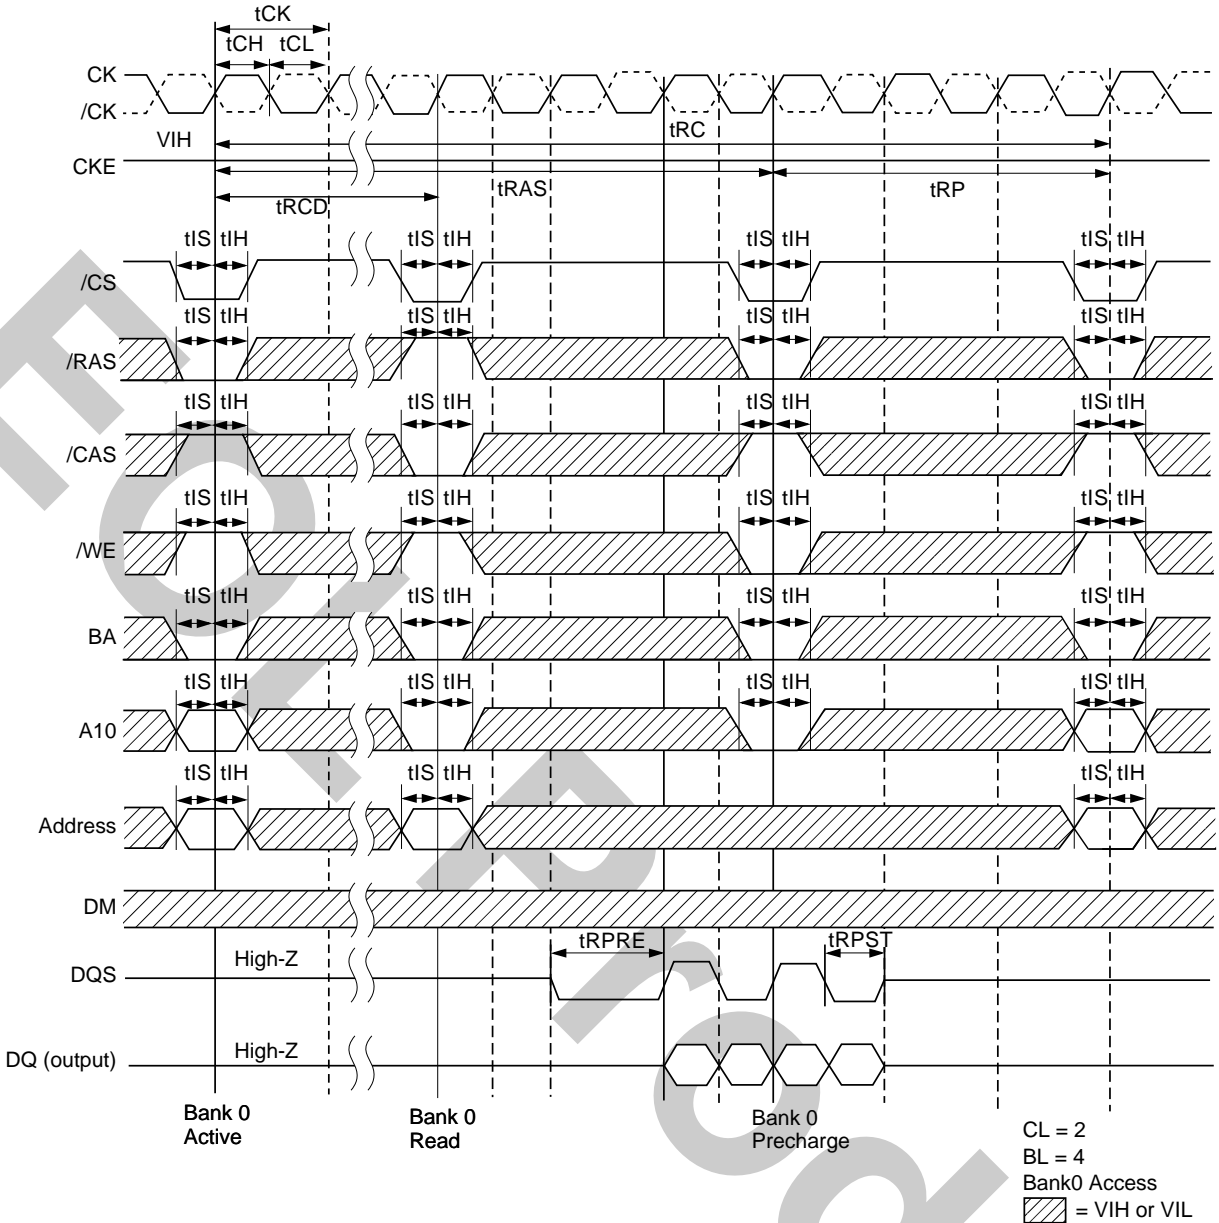 tCK
tCH tCL
CK
/CK
VIH
tRC
CKE
tRAS
tRP
tRCD
tIS tIH tIS tIH tIS tIH tIS tIH
/CS
tIS tIH tIS tIH tIS tIH tIS tIH
/RAS
tIS tIH tIS tIH tIS tIH tIS tIH
/CAS
tIS tIH tIS tIH tIS tIH tIS tIH
/WE
tIS tIH tIS tIH tIS tIH tIS tIH
BA
tIS tIH tIS tIH tIS tIH tIS tIH
A10
tIS tIH tIS tIH tIS tIH
Address
DM
tRPRE tRPST
High-Z
DQS
High-Z
DQ (output)
Bank 0
Active
Bank 0
Read
Bank 0
Precharge
CL = 2
BL = 4
Bank0 Access
= VIH or VIL
EOL Prod